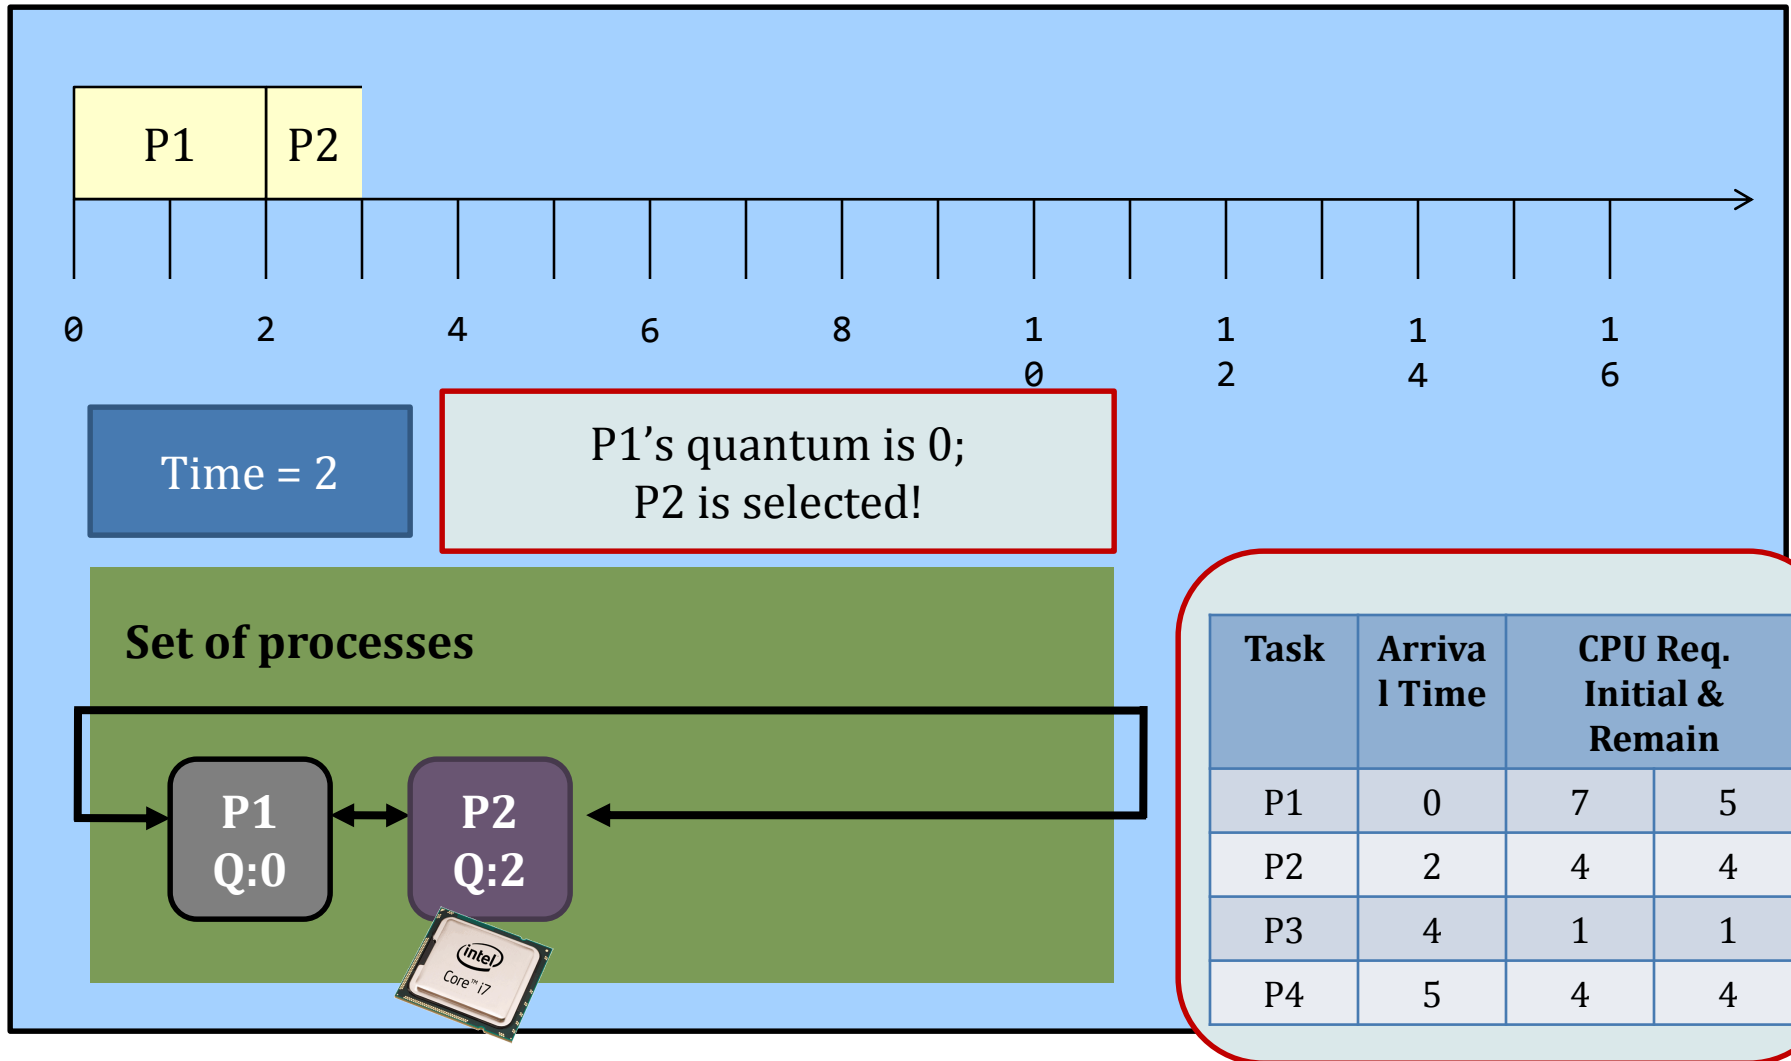 P1 P2
0 2 4 6 8 1 1 1 1
0 2 4 6
Time = 2
P1’s quantum is 0;
P2 is selected!
Set of processes
P1 P2
Q:0 Q:2
intel
Core™ i7
Task Arriva CPU Req.
l Time Initial &
Remain
P1 0 7 5
P2 2 4 4
P3 4 1 1
P4 5 4 4